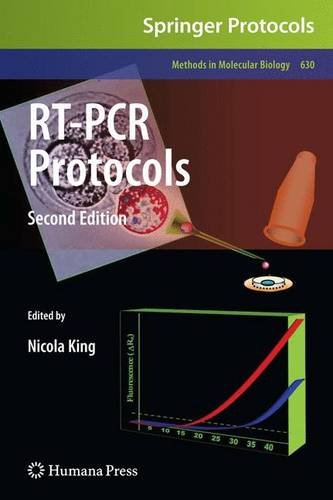 Springer Protocols
Methods in Molecular Biology 630
RT-PCR
Protocols
Second Edition
Edited by
Nicola King
Fluorescence (ΔRn)
5 10 15 20 25 30 35 40
Humana Press